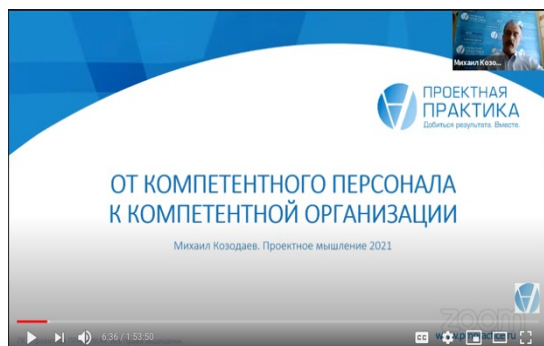 Михаил Козо...
ПРОЕКТНАЯ
ПРАКТИКА
Добиться результата. Вместе.
ОТ КОМПЕТЕНТНОГО ПЕРСОНАЛА
К КОМПЕТЕНТНОЙ ОРГАНИЗАЦИИ
Михаил Козодаев. Проектное мышление 2021
zoom
6:36 / 1:53:50
CC